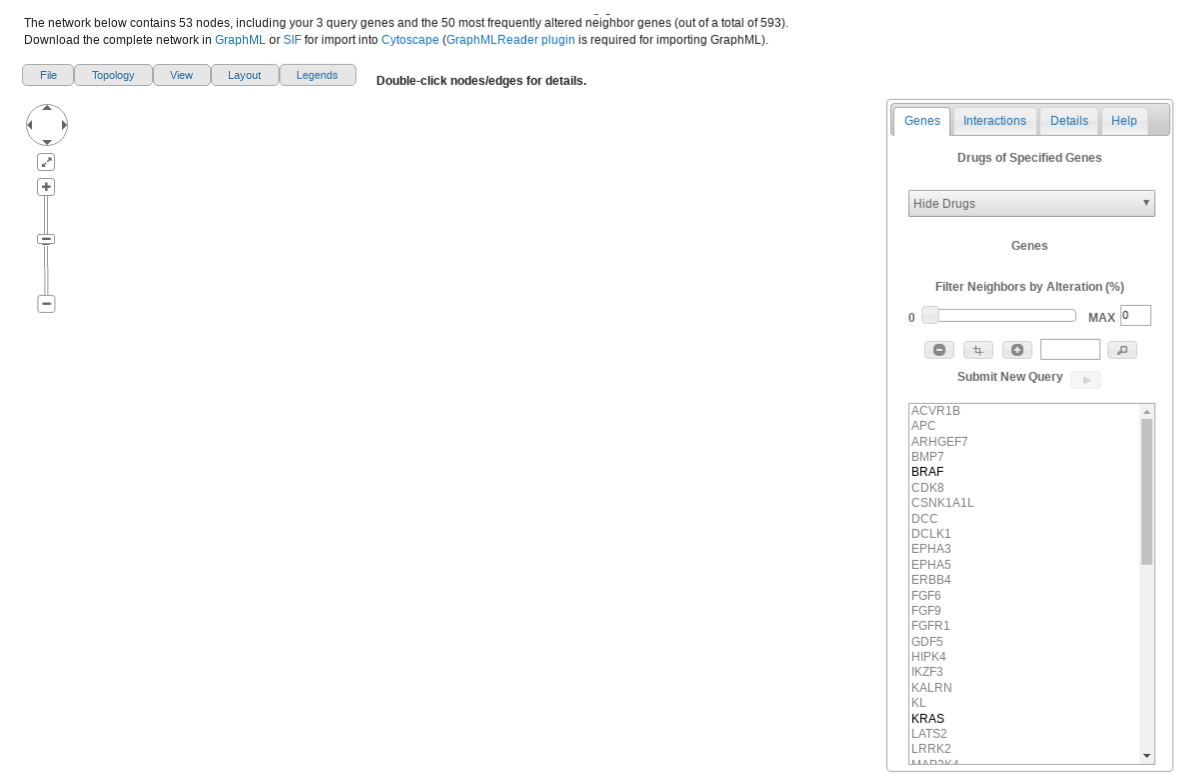 The network below contains 53 nodes, including your 3 query genes and the 50 most frequently altered neighbor genes (out of a total of 593).
Download the complete network in GraphML or SIF for import into Cytoscape (GraphMLReader plugin is required for importing GraphML).
File Topology View Layout Legends Double-click nodes/edges for details.
Genes Interactions Details Help
Drugs of Specified Genes
Hide Drugs
Genes
Filter Neighbors by Alteration (%)
0 MAX 0
Submit New Query
ACVR1B
APC
ARHGEF7
BMP7
BRAF
CDK8
CSNK1A1L
DCC
DCLK1
EPHA3
EPHA5
ERBB4
FGF6
FGF9
FGFR1
GDF5
HIPK4
IKZF3
KALRN
KL
KRAS
LATS2
LRRK2
MAP3K4